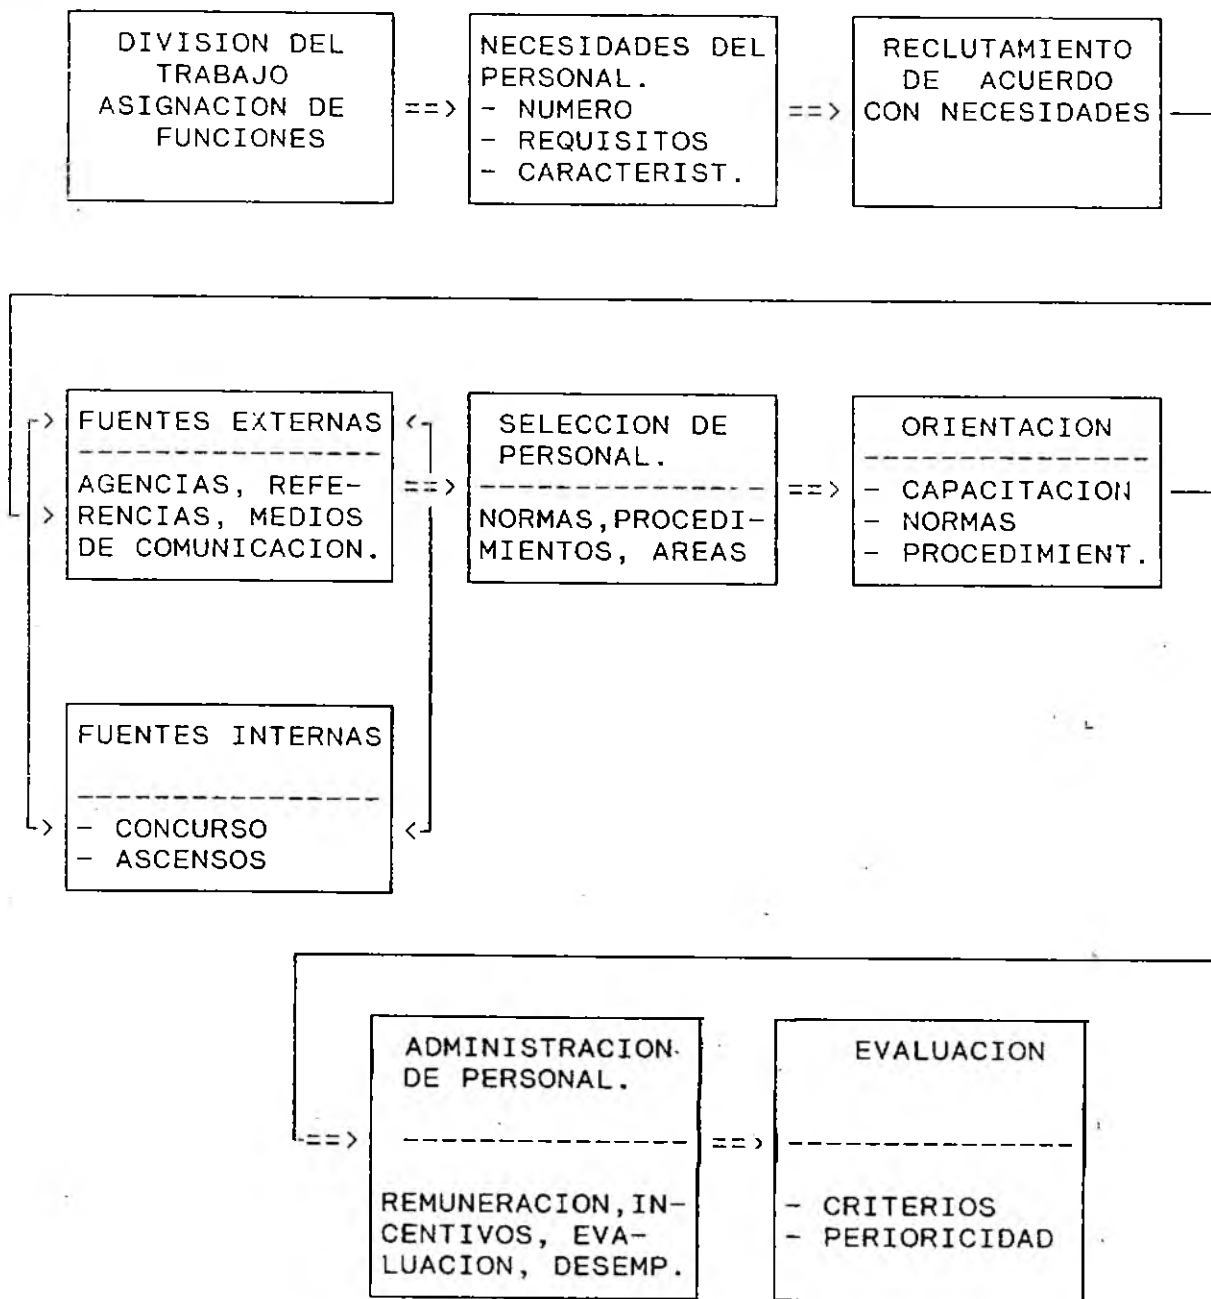 DIVISION DEL
TRABAJO
ASIGNACION DE
FUNCIONES
==>
NECESIDADES DEL
PERSONAL.
- NUMERO
- REQUISITOS
- CARACTERIST.
==>
RECLUTAMIENTO
DE ACUERDO
CON NECESIDADES
FUENTES EXTERNAS
AGENCIAS, REFE-
RENCIAS, MEDIOS
DE COMUNICACION.
==>
SELECCION DE
PERSONAL.
NORMAS,PROCEDI-
MIENTOS, AREAS
==>
ORIENTACION
- CAPACITACION
- NORMAS
- PROCEDIMIENT.
FUENTES INTERNAS
- CONCURSO
- ASCENSOS
==>
ADMINISTRACION
DE PERSONAL.
REMUNERACION,IN-
CENTIVOS, EVA-
LUACION, DESEMP.
==>
EVALUACION
- CRITERIOS
- PERIORICIDAD